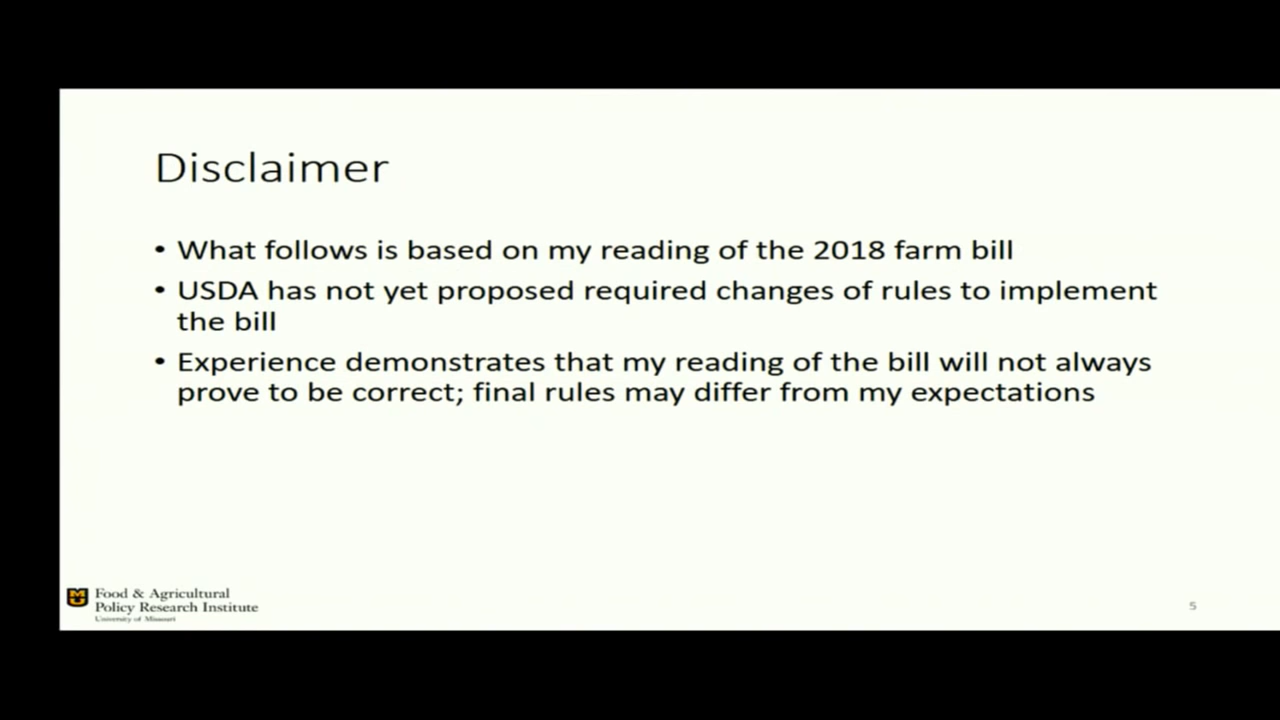 Disclaimer
• What follows is based on my reading of the 2018 farm bill
• USDA has not yet proposed required changes of rules to implement
the bill
• Experience demonstrates that my reading of the bill will not always
prove to be correct; final rules may differ from my expectations
Food & Agricultural
Policy Research Institute
University of Missouri
5